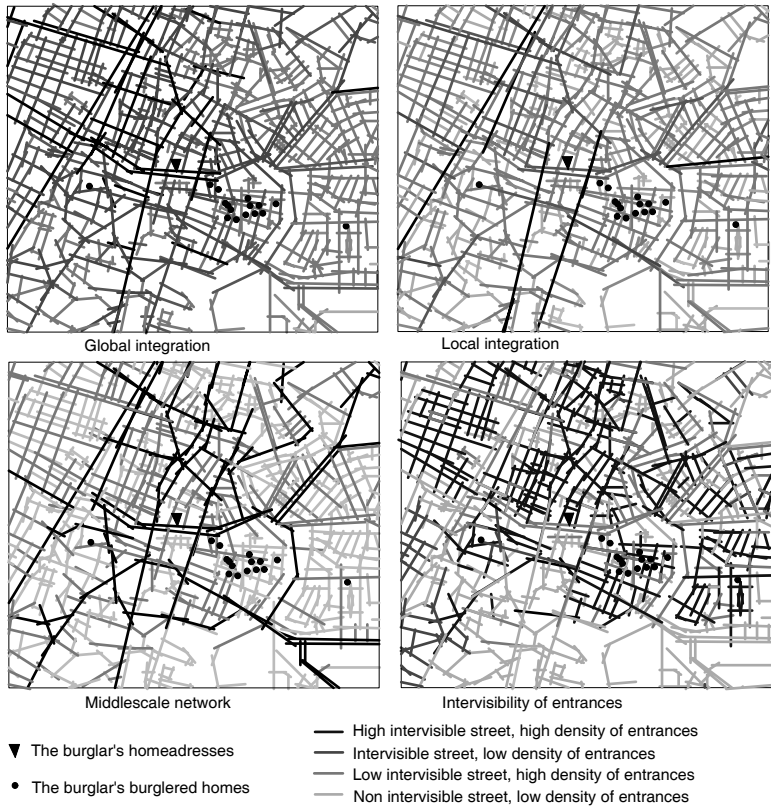 Global integration
Local integration
Middlescale network
Intervisibility of entrances
The burglar's homeadresses
The burglar's burglered homes
High intervisible street, high density of entrances
Intervisible street, low density of entrances
Low intervisible street, high density of entrances
Non intervisible street, low density of entrances